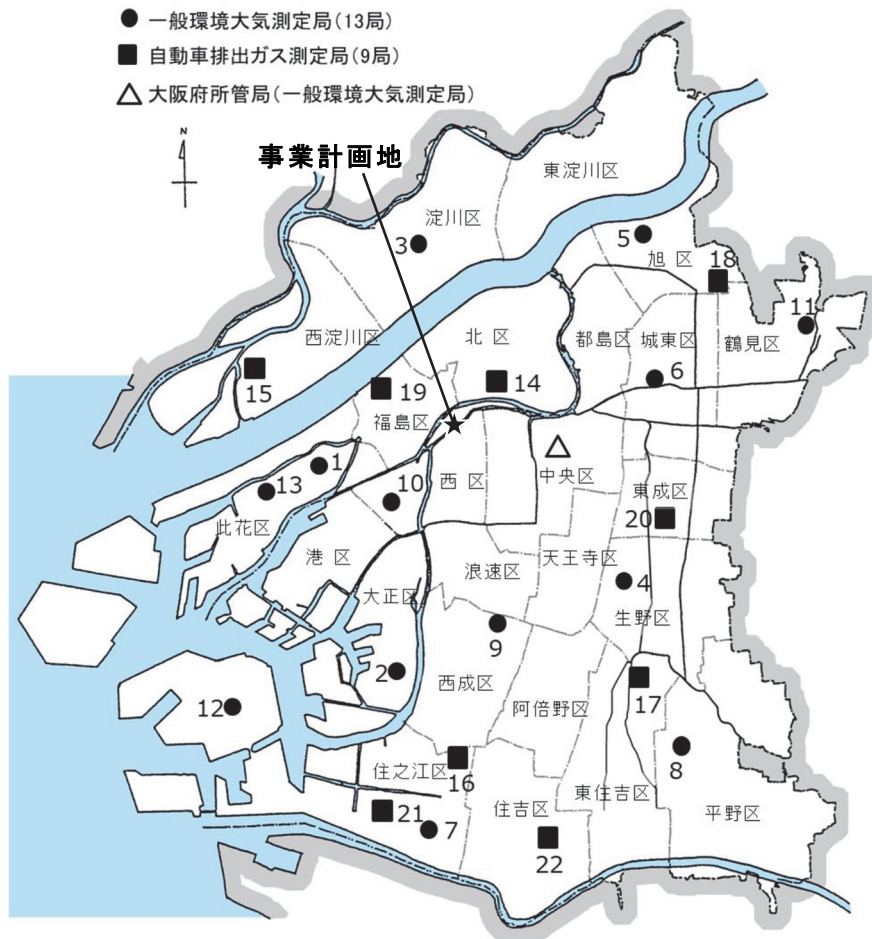 ● 一般環境大気測定局(13局)
■ 自動車排出ガス測定局(9局)
△ 大阪府所管局(一般環境大気測定局)
N
事業計画地
東淀川区
淀川区
3
5
旭区
18
11
西淀川区
北区
都島区
城東区
鶴見区
15
19
14
6
福島区
1
13
10
西区
中央区
東成区
20
此花区
港区
大正区
浪速区
天王寺区
4
生野区
9
2
西成区
12
阿倍野区
17
8
住之江区
16
東住吉区
平野区
21
7
住吉区
22